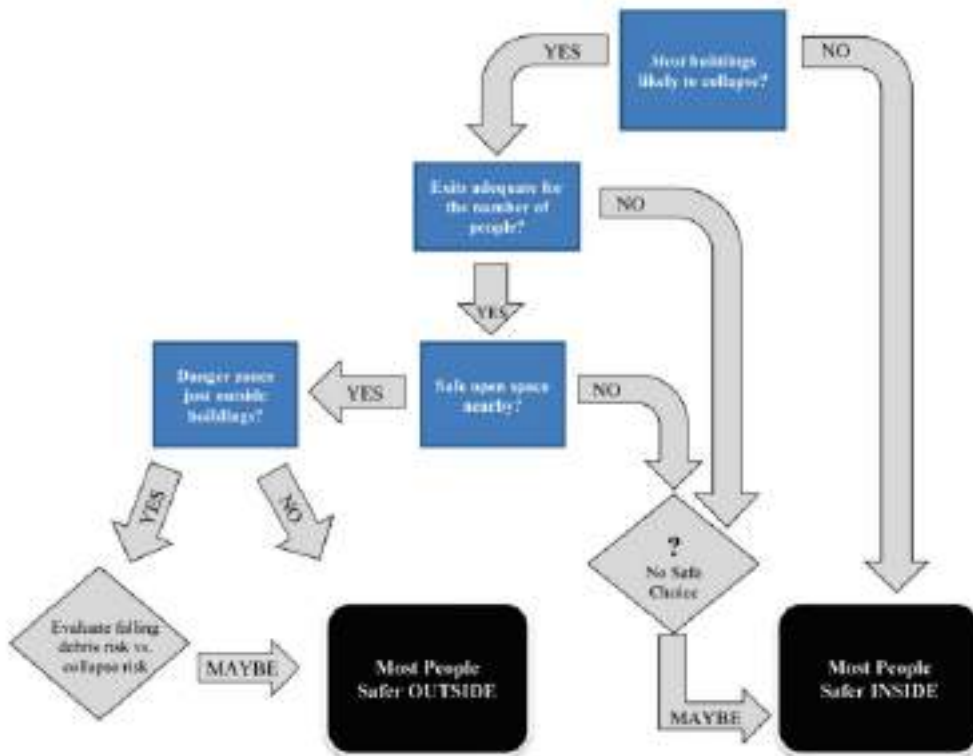 YES
Most buildings
likely to collapse?
NO
Exits adequate for
the number of
people?
NO
YES
Danger zones
just outside
buildings?
YES
Safe open space
nearby?
NO
YES
NO
?
No Safe
Choice
Evaluate falling
debris risk vs.
collapse risk
MAYBE
Most People
Safer OUTSIDE
MAYBE
Most People
Safer INSIDE